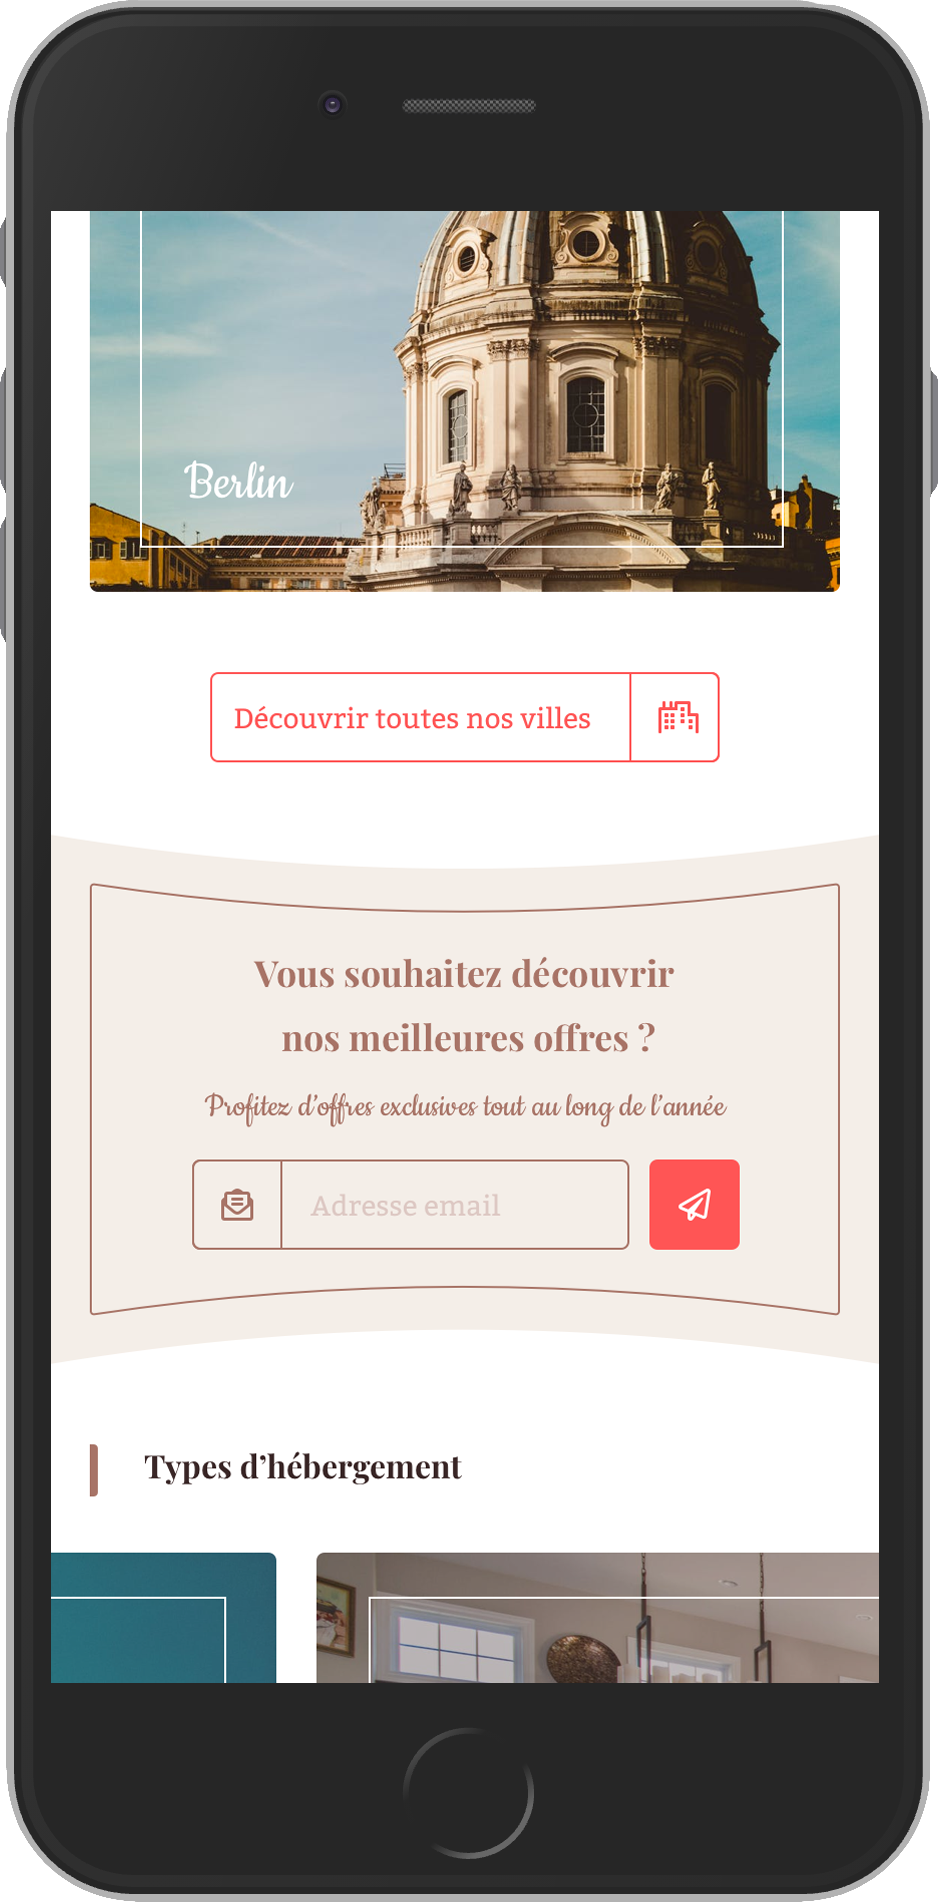 Berlin
Découvrir toutes nos villes
Vous souhaitez découvrir
nos meilleures offres ?
Profitez d’offres exclusives tout au long de l’année
Adresse email
Types d’hébergement